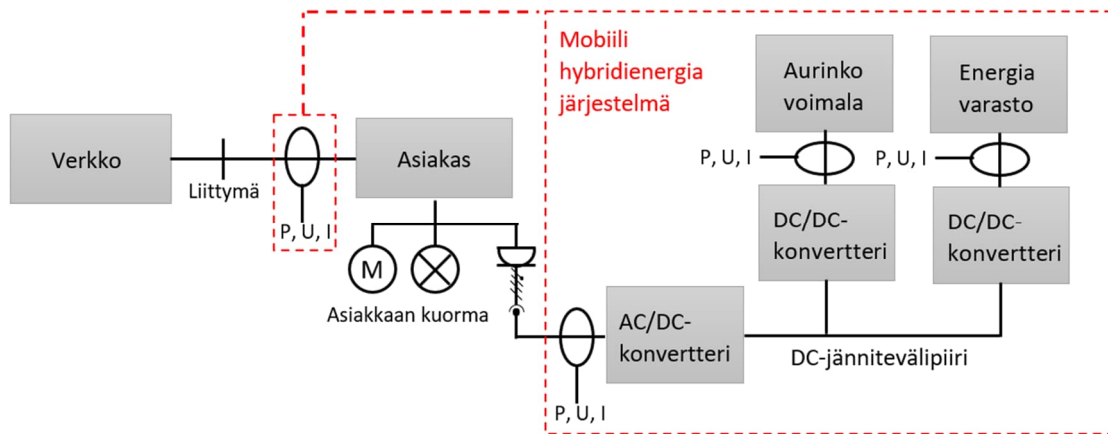 Mobiili
hybridienergia
järjestelmä
Aurinko
voimala
Energia
varasto
Verkko
Liittymä
P, U, I
Asiakas
P, U, I
P, U, I
DC/DC-
konvertteri
DC/DC-
konvertteri
M
Asiakkaan kuorma
AC/DC-
konvertteri
DC-jännitevälipiiri
P, U, I